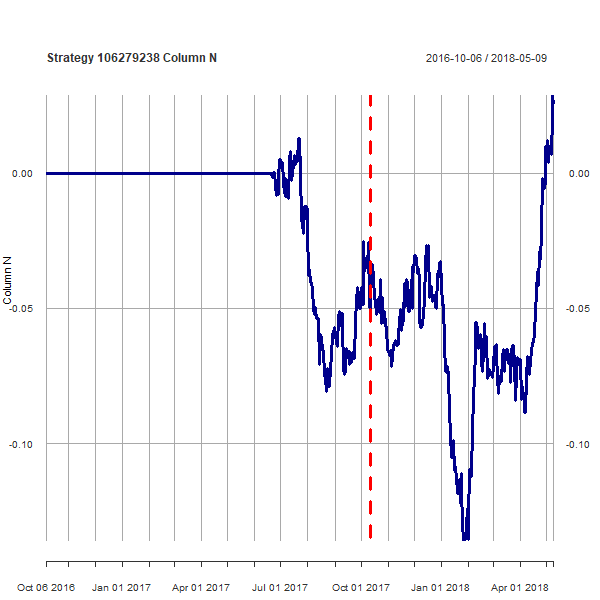 Strategy 106279238 Column N
2016-10-06 / 2018-05-09
0.00
0.00
-0.05
-0.05
-0.10
-0.10
Column N
Oct 06 2016
Jan 01 2017
Apr 01 2017
Jul 01 2017
Oct 01 2017
Jan 01 2018
Apr 01 2018